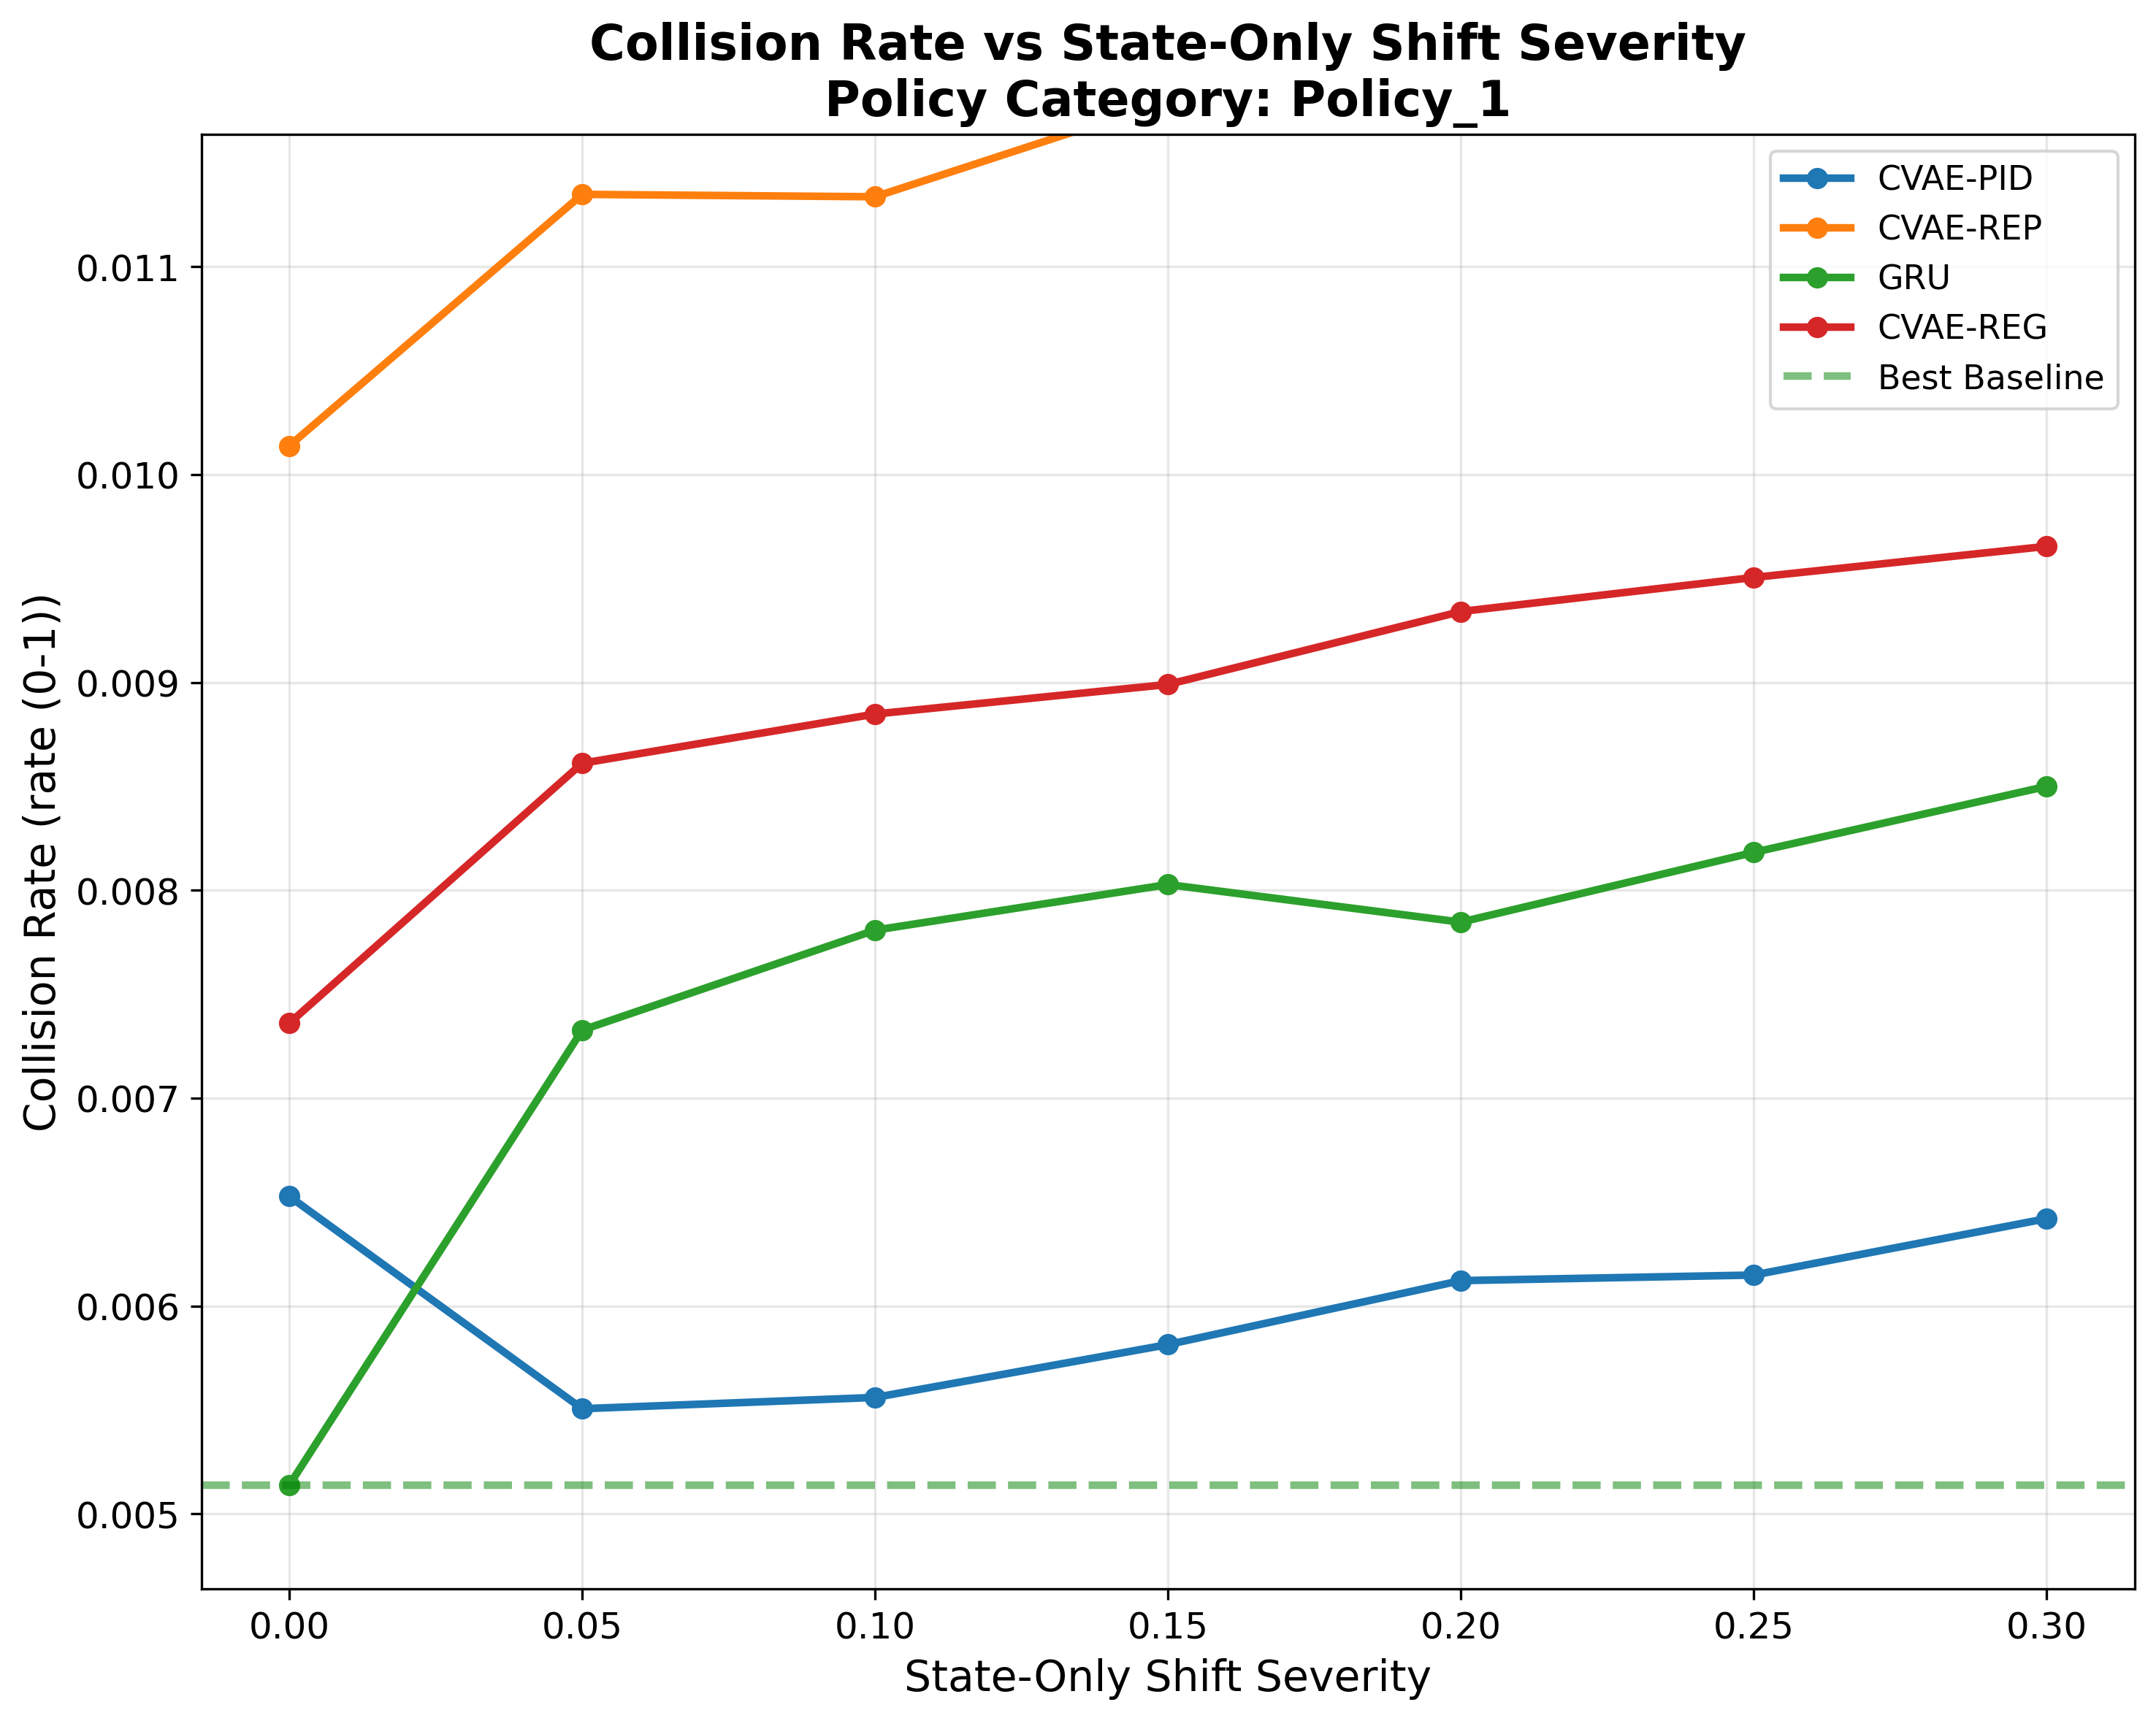 Collision Rate vs State-Only Shift Severity
Policy Category: Policy_1
Collision Rate (rate (0-1))
0.011
0.010
0.009
0.008
0.007
0.006
0.005
CVAE-PID
CVAE-REP
GRU
CVAE-REG
Best Baseline
0.00 0.05 0.10 0.15 0.20 0.25 0.30
State-Only Shift Severity